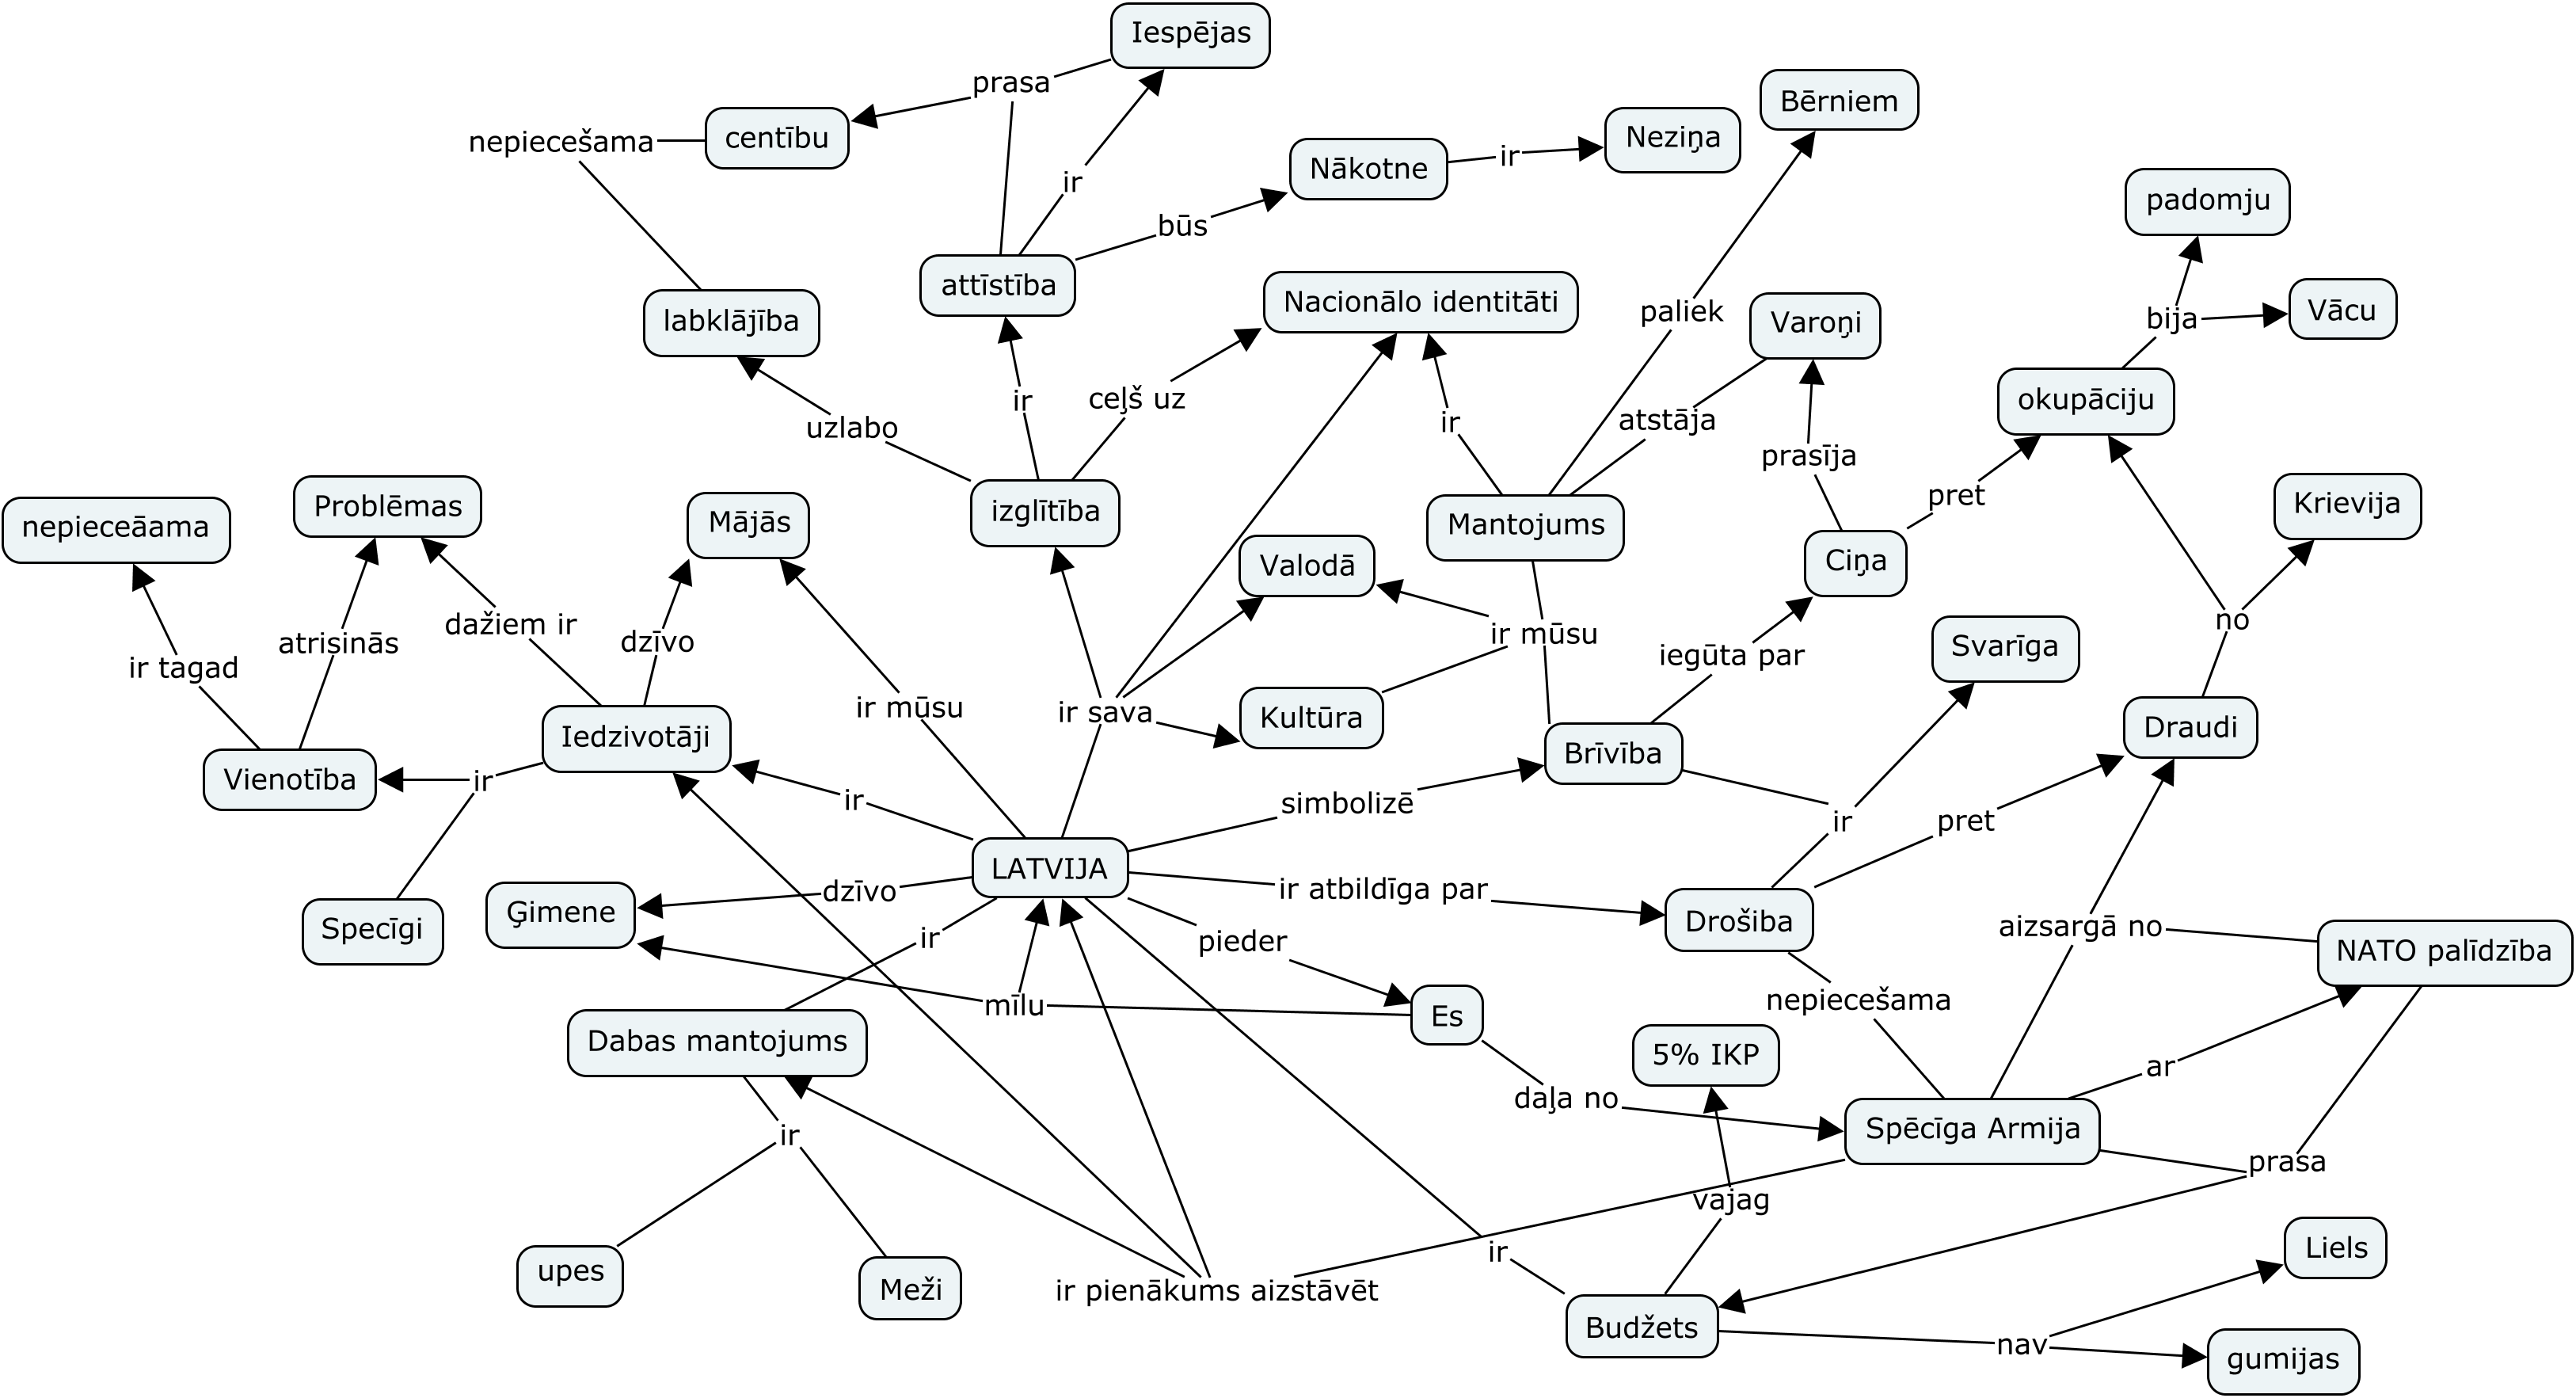 Iespējas
prasa
Bērniem
centību
nepiecešama
Neziņa
ir
Nākotne
ir
padomju
būs
attīstība
Nacionālo identitāti
labklājība
paliek
Varoņi
bija
Vācu
ir
ceļš uz
uzlabo
ir
atstāja
okupāciju
prasīja
pret
nepieceāama
Problēmas
Mājās
izglītība
Mantojums
Krievija
Valodā
Ciņa
dažiem ir
atrisinās
dzīvo
ir tagad
ir mūsu
iegūta par
Svarīga
no
ir mūsu
ir sava
Kultūra
Iedzivotāji
Brīvība
Draudi
Vienotība
ir
ir
simbolizē
ir
pret
LATVIJA
dzīvo
ir atbildīga par
Ģimene
Specīgi
Drošiba
ir
pieder
aizsargā no
NATO palīdzība
mīlu
Es
nepiecešama
Dabas mantojums
5% IKP
daļa no
ar
ir
Spēcīga Armija
prasa
vajag
upes
Meži
ir pienākums aizstāvēt
ir
Liels
Budžets
nav
gumijas